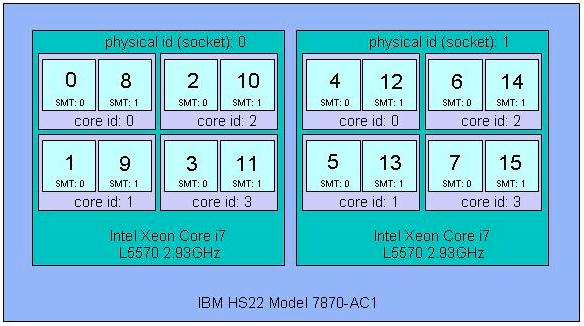 physical id (socket): 0
0 8
SMT: 0 SMT: 1
core id: 0
2 10
SMT: 0 SMT: 1
core id: 2
1 9
SMT: 0 SMT: 1
core id: 1
3 11
SMT: 0 SMT: 1
core id: 3
Intel Xeon Core i7
L5570 2.93GHz
physical id (socket): 1
4 12
SMT: 0 SMT: 1
core id: 0
6 14
SMT: 0 SMT: 1
core id: 2
5 13
SMT: 0 SMT: 1
core id: 1
7 15
SMT: 0 SMT: 1
core id: 3
Intel Xeon Core i7
L5570 2.93GHz
IBM HS22 Model 7870-AC1